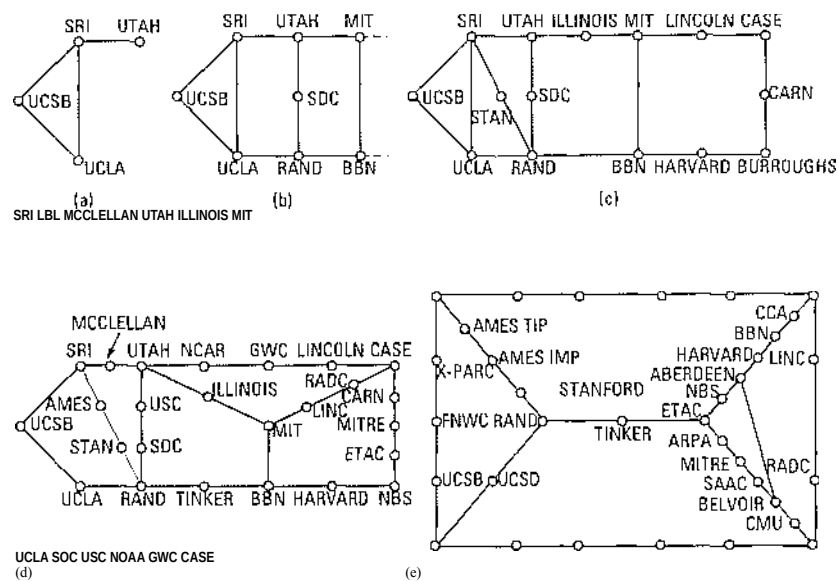 SRI UTAH
UCSB
UCLA
(a)
SRI UTAH MIT
UCSB SDC
UCLA RAND BBN
(b)
SRI UTAH ILLINOIS MIT LINCOLN CASE
UCSB STAN SDC CARN
UCLA RAND BBN HARVARD BURROUGHS
(c)
SRI LBL MCCLELLAN UTAH ILLINOIS MIT
MCCLELLAN
SRI UTAH NCAR GWC LINCOLN CASE
RADC
ILLINOIS CARN
AMES USC LINC
UCSB MIT MITRE
STAN SDC ETAC
UCLA RAND TINKER BBN HARVARD NBS
UCLA SOC USC NOAA GWC CASE
(d)
CCA
AMES TIP BBN
HARVARD
X-PARC AMES IMP LINC
ABERDEEN
STANFORD NBS
ETAC
FNWC RAND TINKER
ARPA
MITRE RADC
UCSB UCSD SAAC
BELVOIR
CMU
(e)